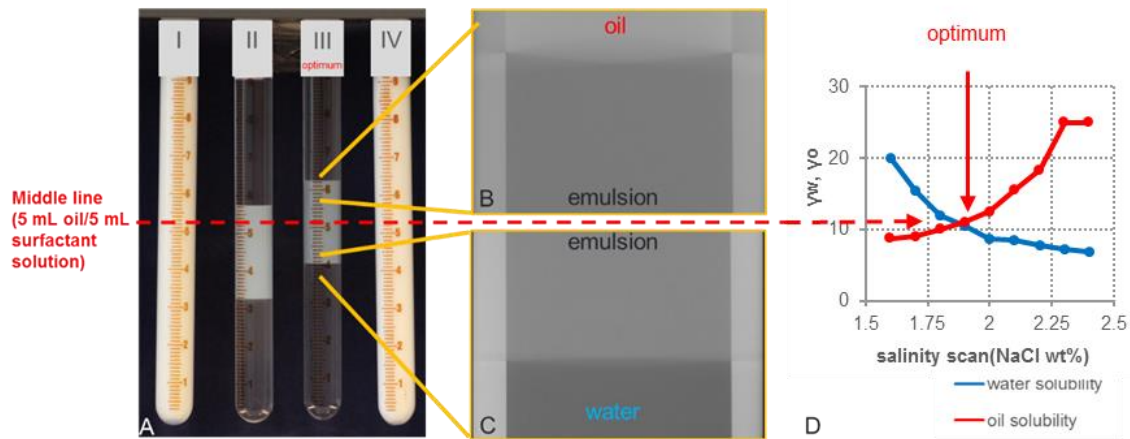 I
II
III
optimum
IV
Middle line
(5 mL oil/5 mL
surfactant
solution)
A
oil
emulsion
B
emulsion
water
C
optimum
γw, γo
30
20
10
0
1.5
1.75
2
2.25
2.5
salinity scan(NaCl wt%)
water solubility
oil solubility
D